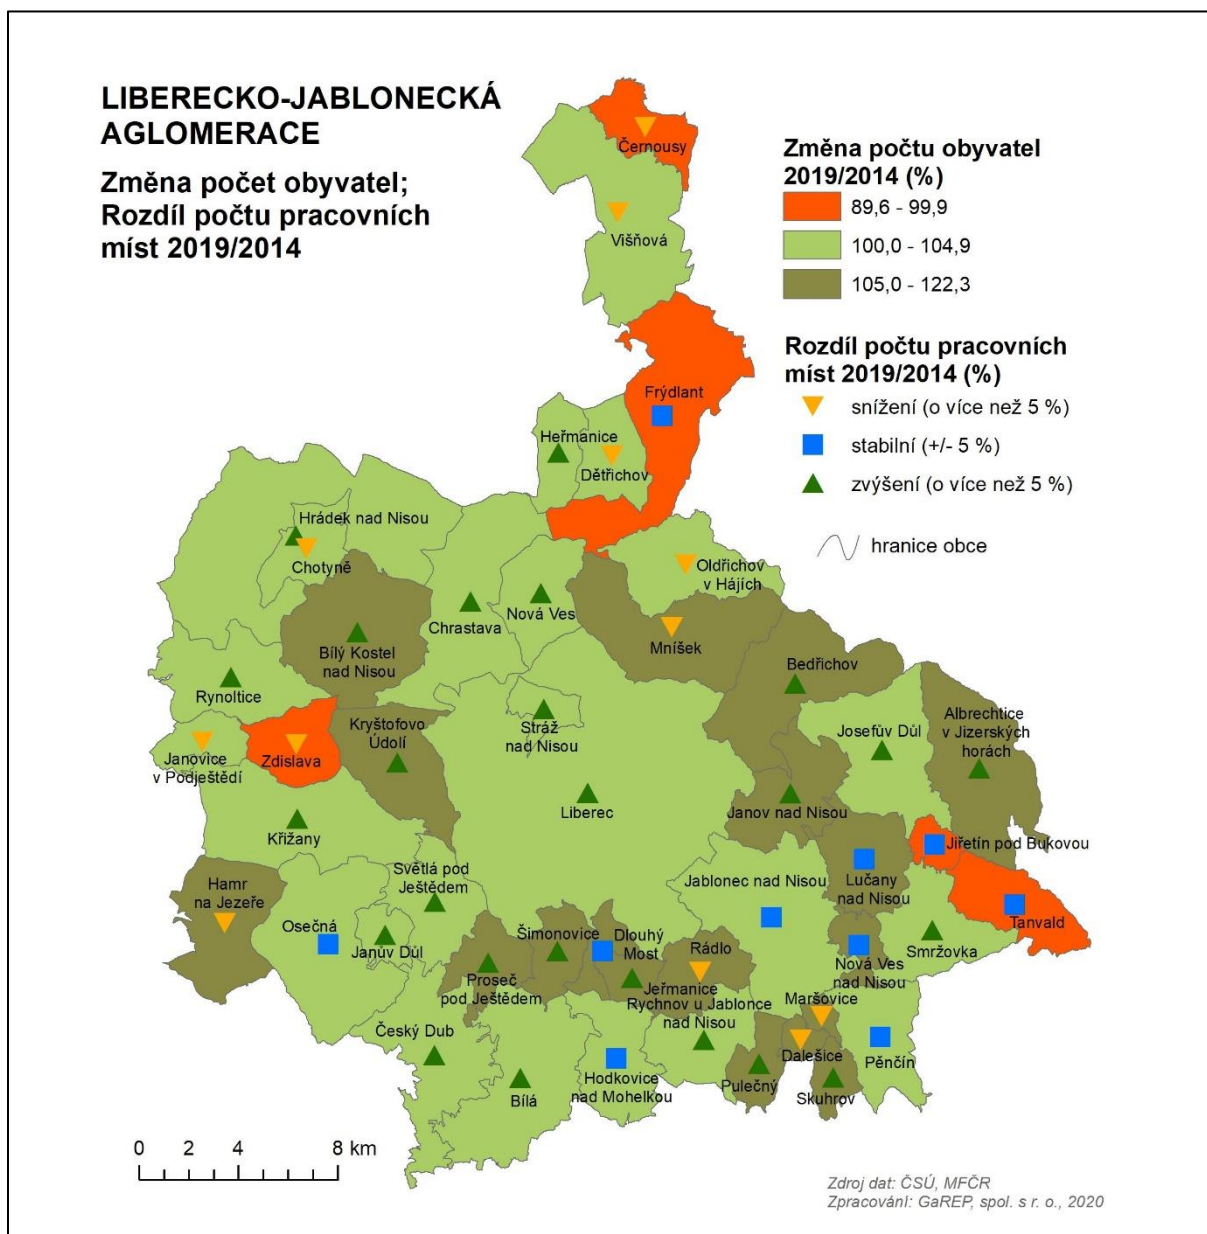 LIBERECKO-JABLONECKÁ
AGLOMERACE
Změna počet obyvatel;
Rozdíl počtu pracovních
míst 2019/2014
Změna počtu obyvatel
2019/2014 (%)
89,6 - 99,9
100,0 - 104,9
105,0 - 122,3
Rozdíl počtu pracovních
míst 2019/2014 (%)
snížení (o více než 5 %)
stabilní (+/- 5 %)
zvýšení (o více než 5 %)
hranice obce
Černousy
Višňová
Frýdlant
Heřmanice
Dětřichov
Hrádek nad Nisou
Chotyně
Oldřichov
v Hájích
Nová Ves
Chrastava
Mníšek
Bílý Kostel
nad Nisou
Bedřichov
Rynoltice
Albrechtice
v Jizerských
horách
Kryštofovo
Údolí
Stráž
nad Nisou
Josefův Důl
Janovice
v Podještědí
Zdislava
Liberec
Janov nad Nisou
Křižany
Jiřetín pod Bukovou
Světlá pod
Ještědem
Jablonec nad Nisou
Lučany
nad Nisou
Hamr
na Jezeře
Osečná
Tanvald
Janův Důl
Šimonovice
Dlouhý
Most
Rádlo
Smržovka
Nová Ves
nad Nisou
Proseč
pod Ještědem
Jeřmanice
Maršovice
Rychnov u Jablonce
nad Nisou
Český Dub
Dalešice
Pěnčín
Hodkovice
nad Mohelkou
Pulečný
Skuhrov
Bílá
0 2 4 8 km
Zdroj dat: ČSÚ, MFČR
Zpracování: GaREP, spol. s r. o., 2020